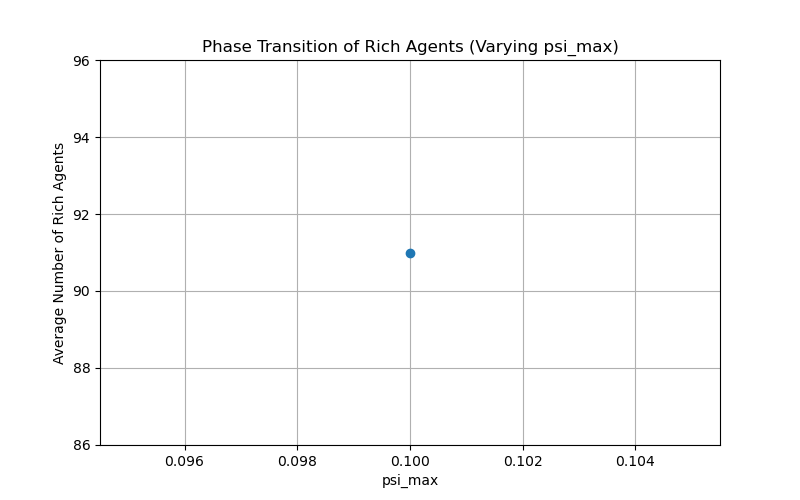 Phase Transition of Rich Agents (Varying psi_max)
96
94
92
90
88
86
Average Number of Rich Agents
0.096 0.098 0.100 0.102 0.104
psi_max